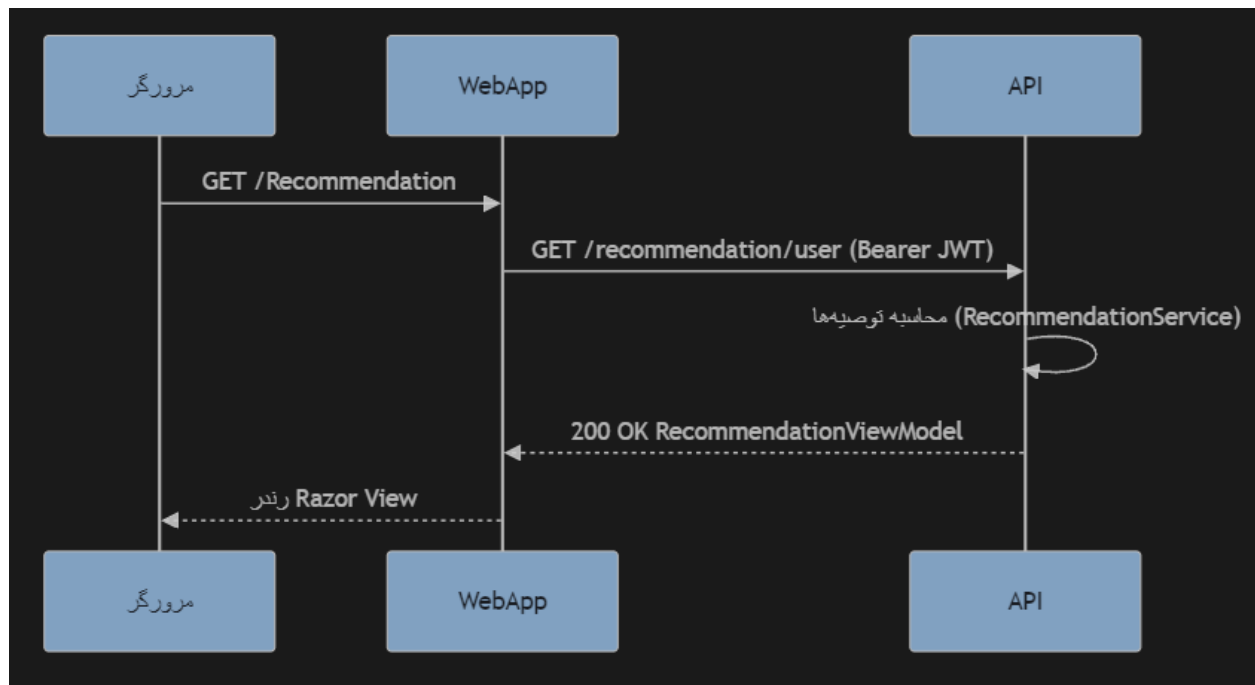 مرورگر
WebApp
API
GET /Recommendation
GET /recommendation/user (Bearer JWT)
محاسبه توصیه‌ها (RecommendationService)
200 OK RecommendationViewModel
رندر Razor View
مرورگر
WebApp
API